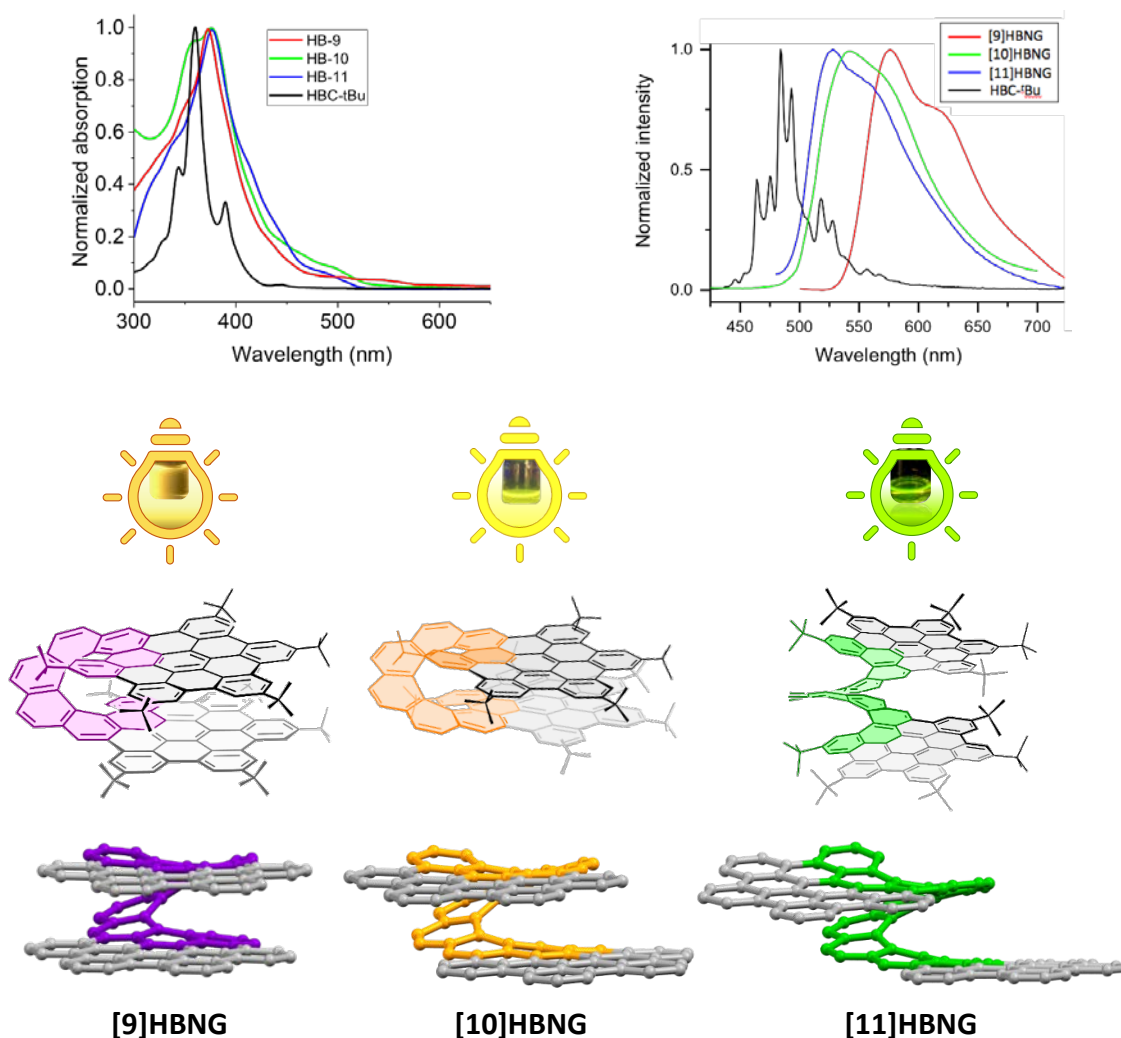 Normalized absorption
1.0
0.8
0.6
0.4
0.2
0.0
HB-9
HB-10
HB-11
HBC-tBu
300
400
500
600
Wavelength (nm)
Normalized intensity
1.0
0.5
0.0
[9]HBNG
[10]HBNG
[11]HBNG
HBC-tBu
450
500
550
600
650
700
Wavelength (nm)
[9]HBNG
[10]HBNG
[11]HBNG